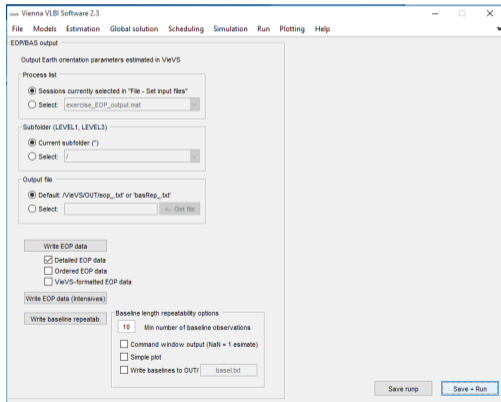 Vienna VLBI Software 2.3
File Models Estimation Global solution Scheduling Simulation Run Plotting Help
EOP/BAS output
Output Earth orientation parameters estimated in VieVS
Process list
Sessions currently selected in "File - Set input files"
Select: exercise_EOP_output.mat
Subfolder (LEVEL1, LEVEL3)
Current subfolder (*)
Select: /
Output file
Default: /VieVS/OUT/eop_.txt' or 'basRep_.txt'
Select: <- Get file
Write EOP data
Detailed EOP data
Ordered EOP data
VieVS-formatted EOP data
Write EOP data (Intensives)
Write baseline repeatab.
Baseline length repeatability options
10 Min number of baseline observations
Command window output (NaN = 1 esimate)
Simple plot
Write baselines to OUT/ basel.txt
Save runp Save + Run